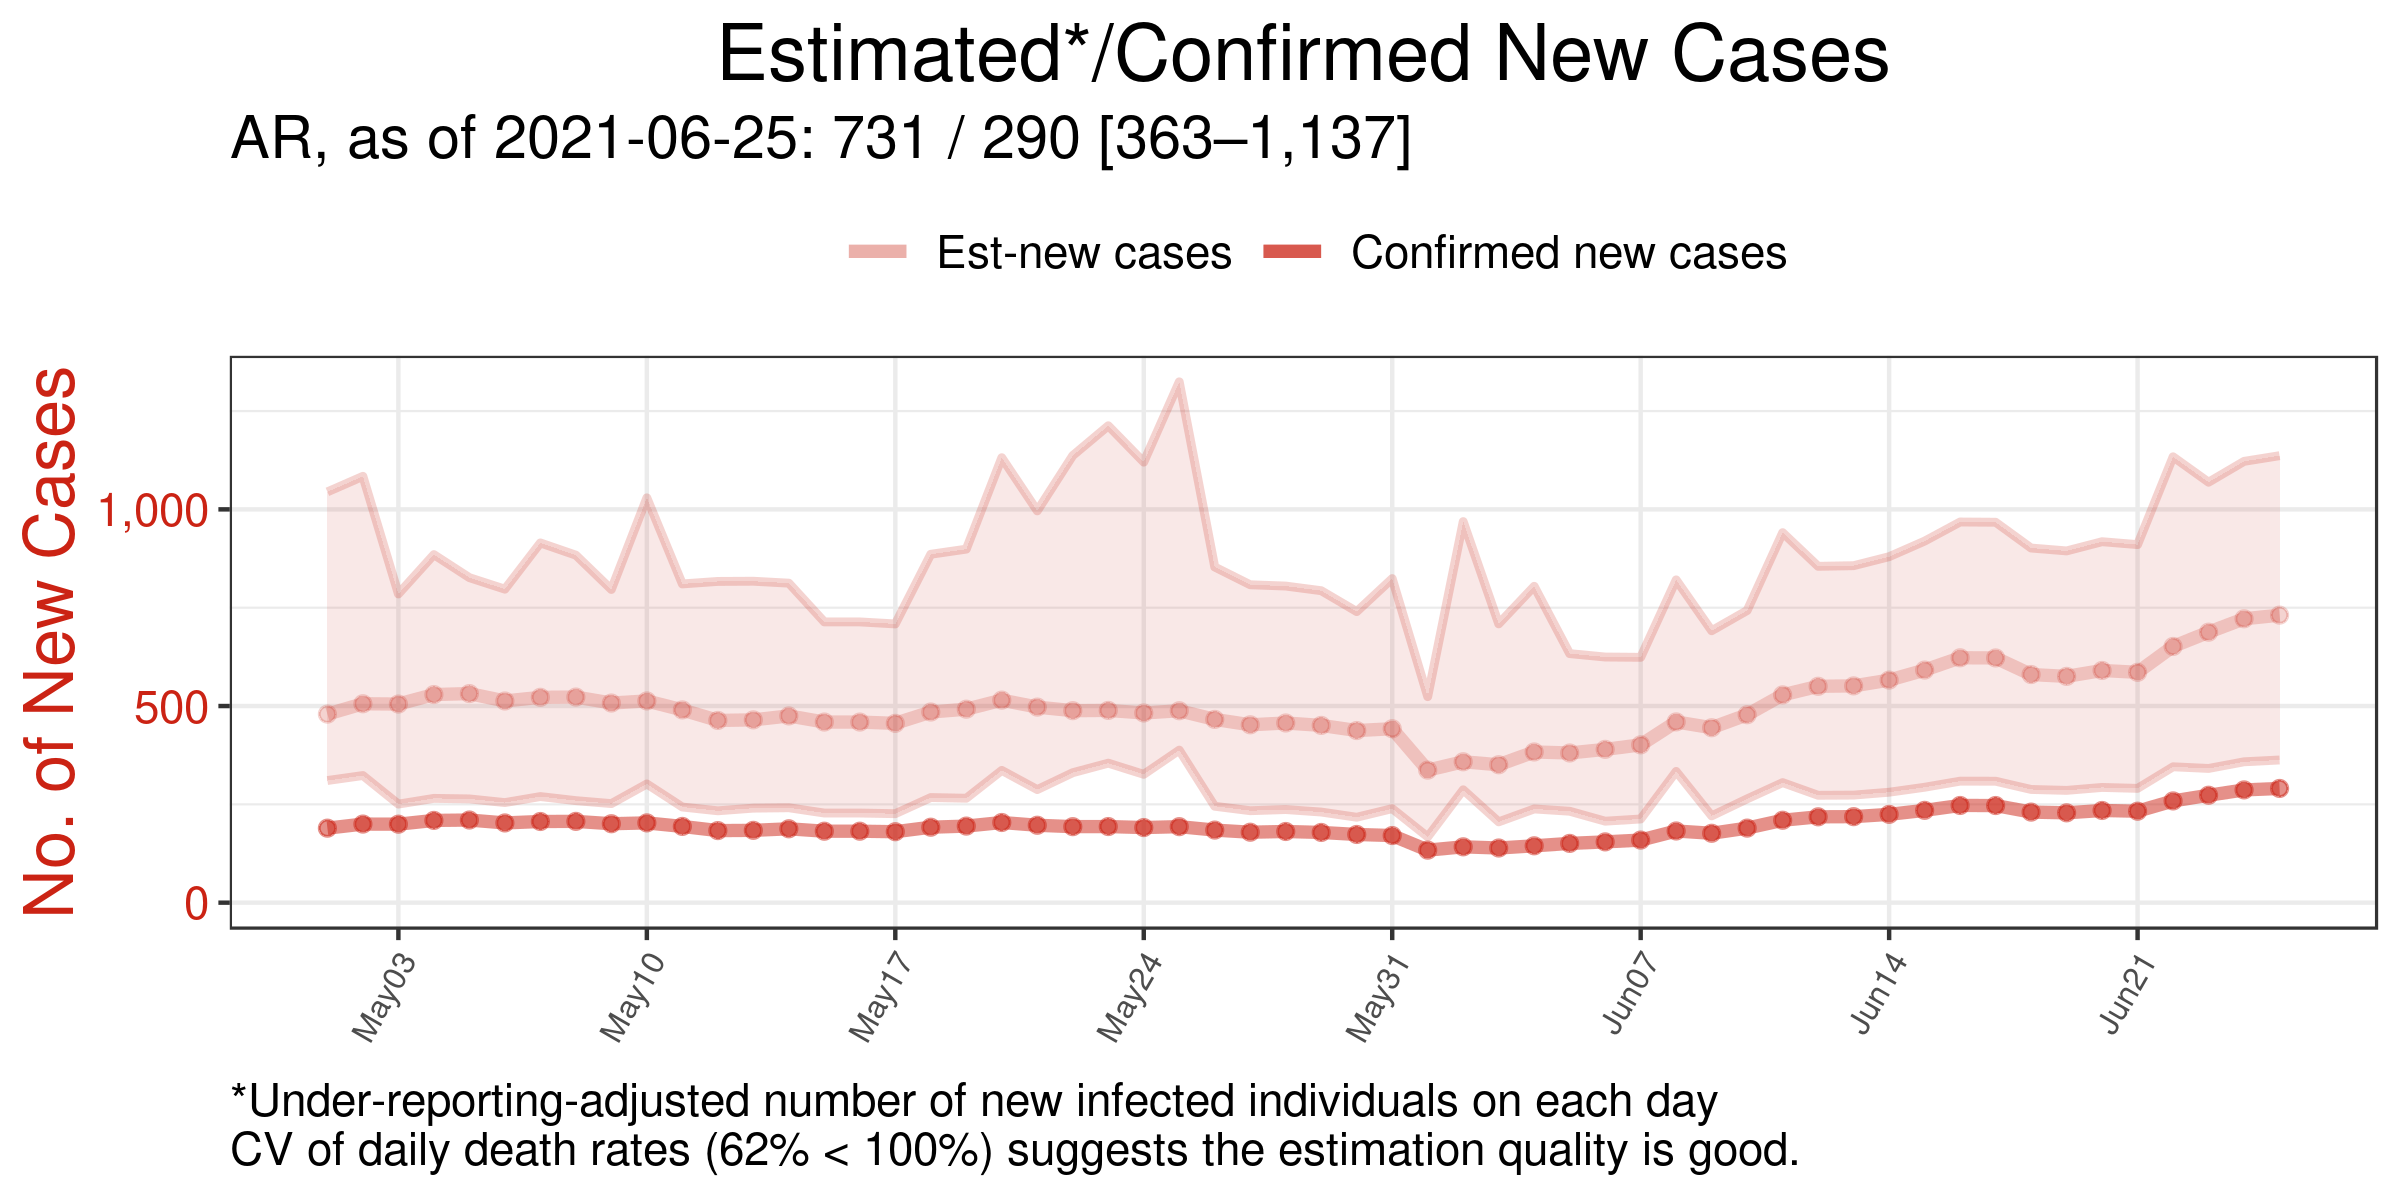 Estimated*/Confirmed New Cases
AR, as of 2021-06-25: 731 / 290 [363–1,137]
Est-new cases
Confirmed new cases
No. of New Cases
1,000
500
0
May03
May10
May17
May24
May31
Jun07
Jun14
Jun21
*Under-reporting-adjusted number of new infected individuals on each day
CV of daily death rates (62% < 100%) suggests the estimation quality is good.